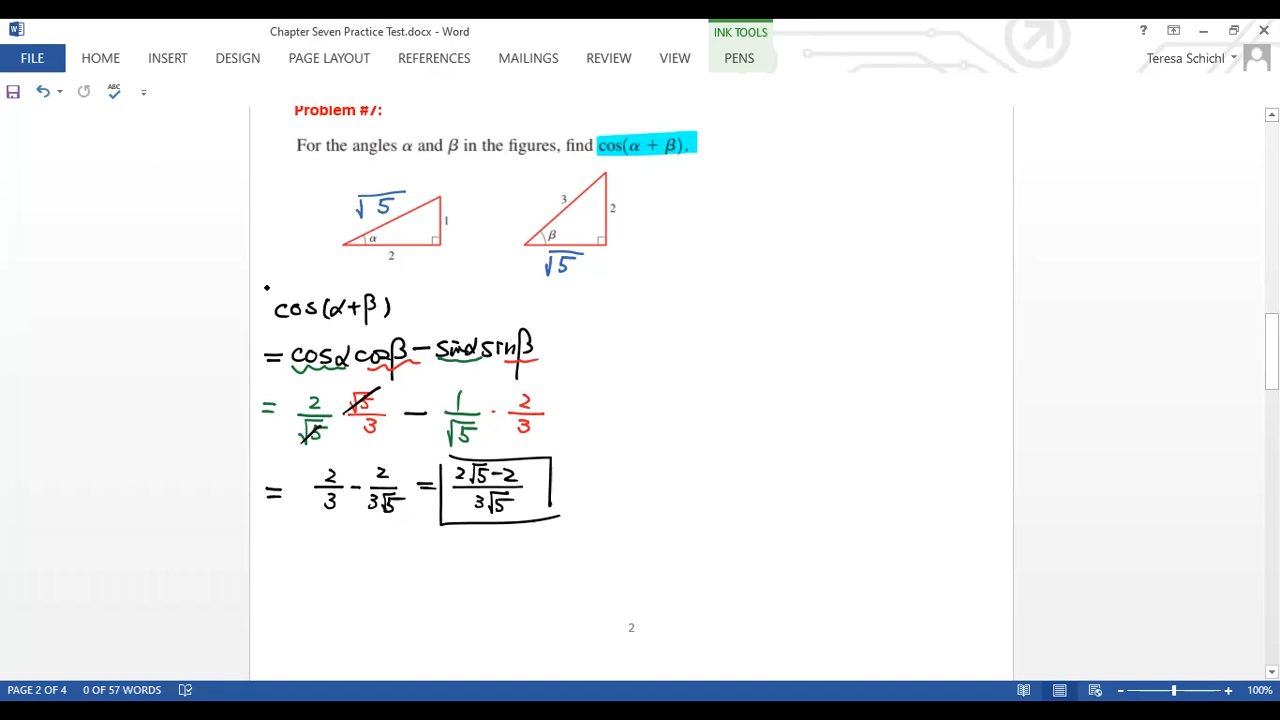 Chapter Seven Practice Test.docx - Word
INK TOOLS
?
FILE HOME INSERT DESIGN PAGE LAYOUT REFERENCES MAILINGS REVIEW VIEW PENS
Teresa Schichl
ABC
Problem #7:
For the angles α and β in the figures, find cos(α + β).
√5
1
α
2
3
2
β
√5
cos(α+β)
= cosα cosβ − sinα sinβ
= 2/√5 √5/3 − 1/√5 · 2/3
= 2/3 − 2/3√5 = 2√5−2/3√5
2
PAGE 2 OF 4 0 OF 57 WORDS
100%